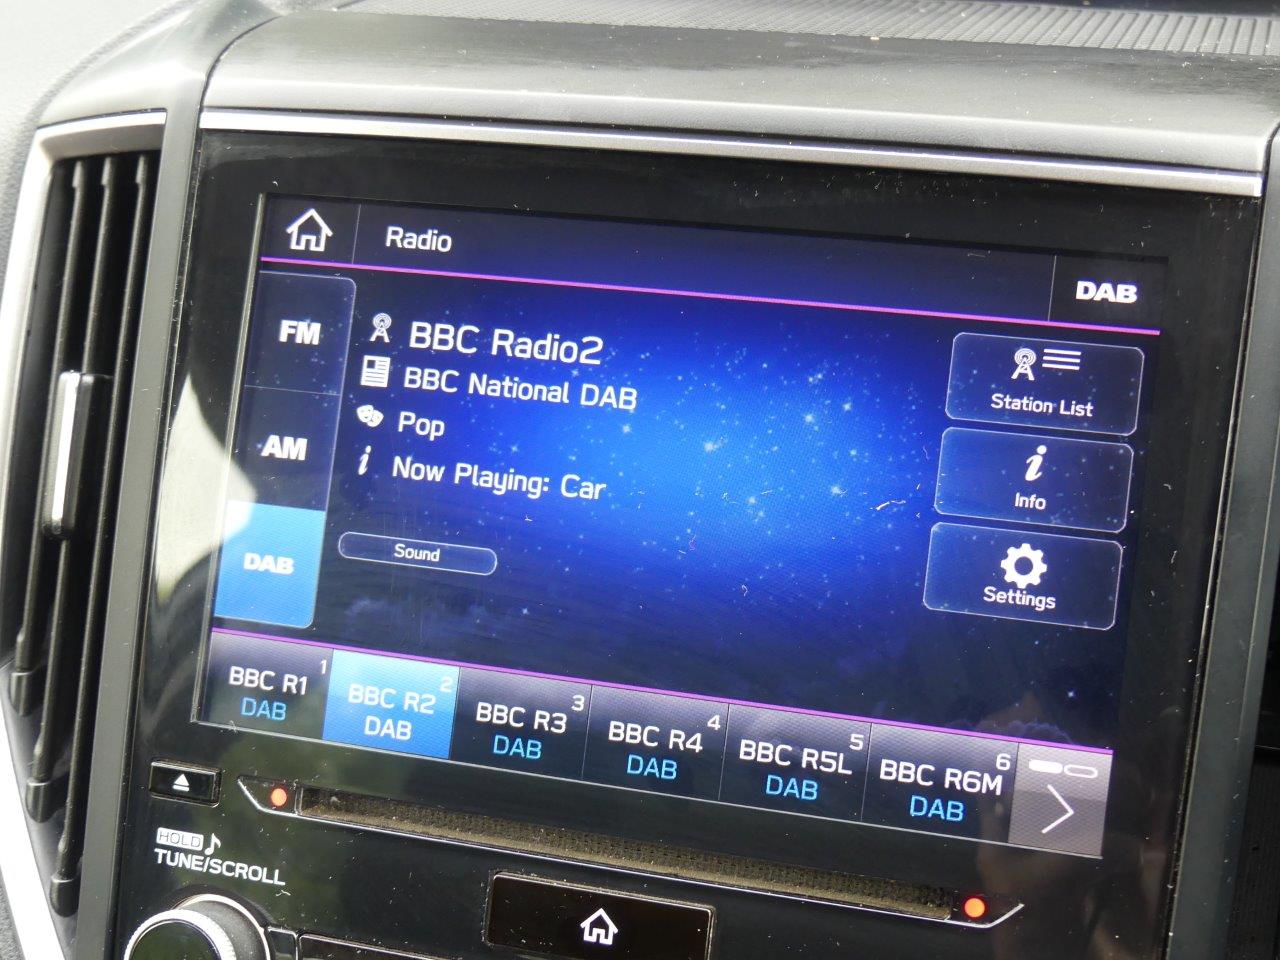 Radio
DAB
FM
AM
DAB
BBC Radio2
BBC National DAB
Pop
Now Playing: Car
Sound
Station List
Info
Settings
BBC R1 1
DAB
BBC R2 2
DAB
BBC R3 3
DAB
BBC R4 4
DAB
BBC R5L 5
DAB
BBC R6M 6
DAB
HOLD
TUNE/SCROLL